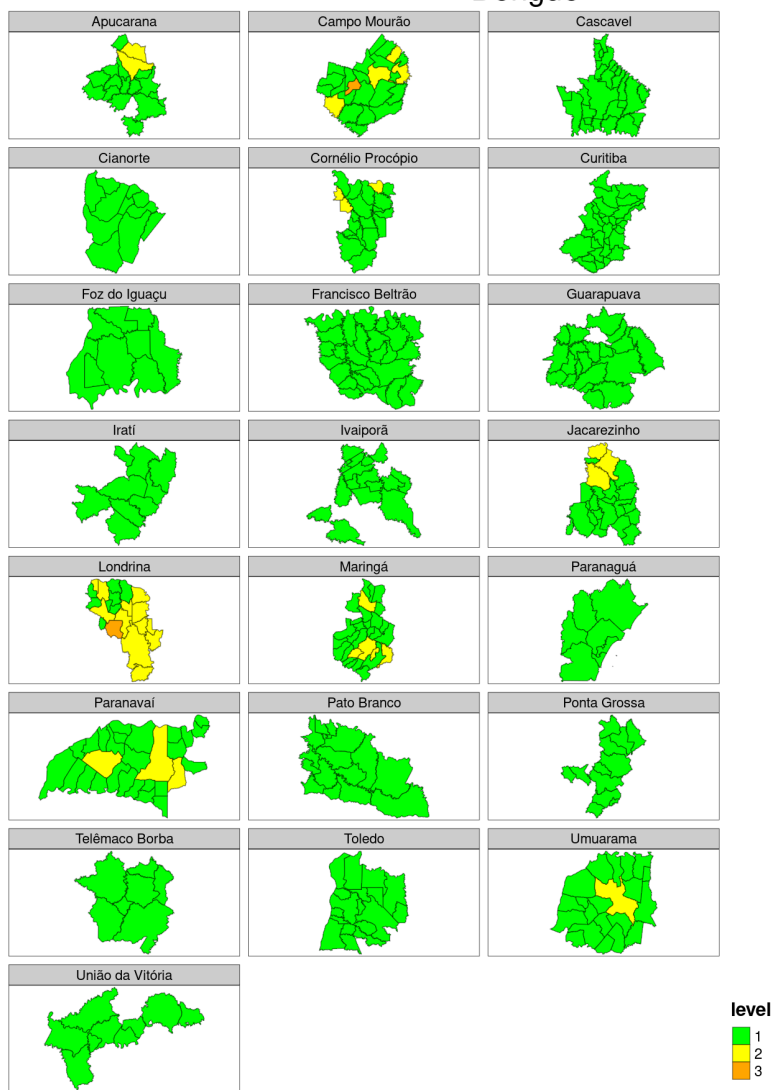 Apucarana
Campo Mourão
Cascavel
Cianorte
Cornélio Procópio
Curitiba
Foz do Iguaçu
Francisco Beltrão
Guarapuava
Irati
Ivaiporã
Jacarezinho
Londrina
Maringá
Paranaguá
Paranavaí
Pato Branco
Ponta Grossa
Telêmaco Borba
Toledo
Umuarama
União da Vitória
level
1
2
3